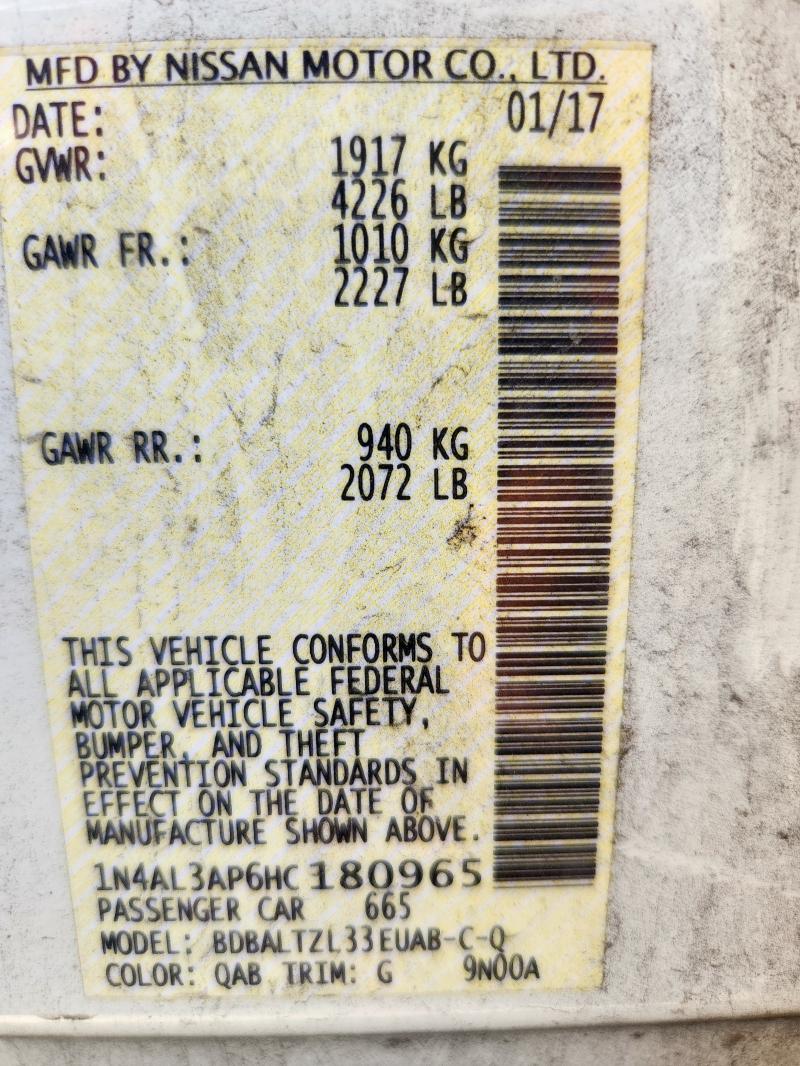 MFD BY NISSAN MOTOR CO., LTD.
DATE: 01/17
GVWR: 1917 KG
4226 LB
GAWR FR.: 1010 KG
2227 LB
GAWR RR.: 940 KG
2072 LB
THIS VEHICLE CONFORMS TO
ALL APPLICABLE FEDERAL
MOTOR VEHICLE SAFETY,
BUMPER, AND THEFT
PREVENTION STANDARDS IN
EFFECT ON THE DATE OF
MANUFACTURE SHOWN ABOVE.
1N4AL3AP6HC180965
PASSENGER CAR 665
MODEL: BDBALTZL33EUAB-C-Q
COLOR: QAB TRIM: G 9N00A